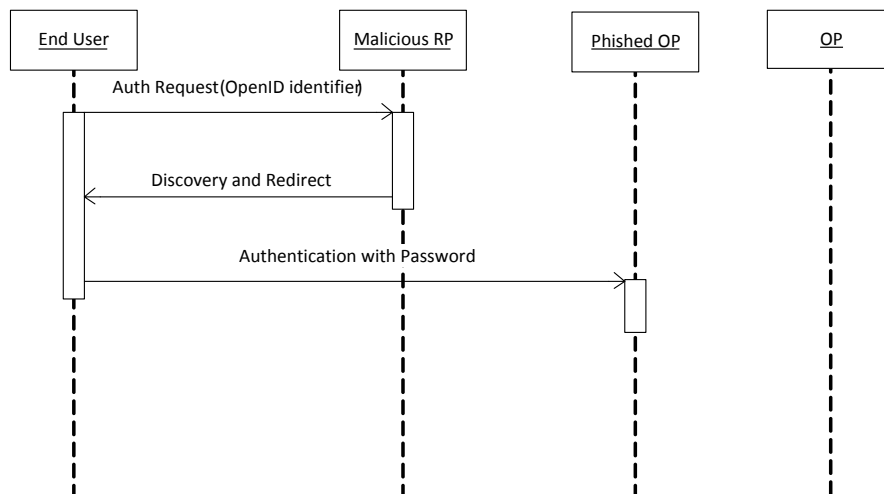 End User
Malicious RP
Phished OP
OP
Auth Request(OpenID identifier)
Discovery and Redirect
Authentication with Password